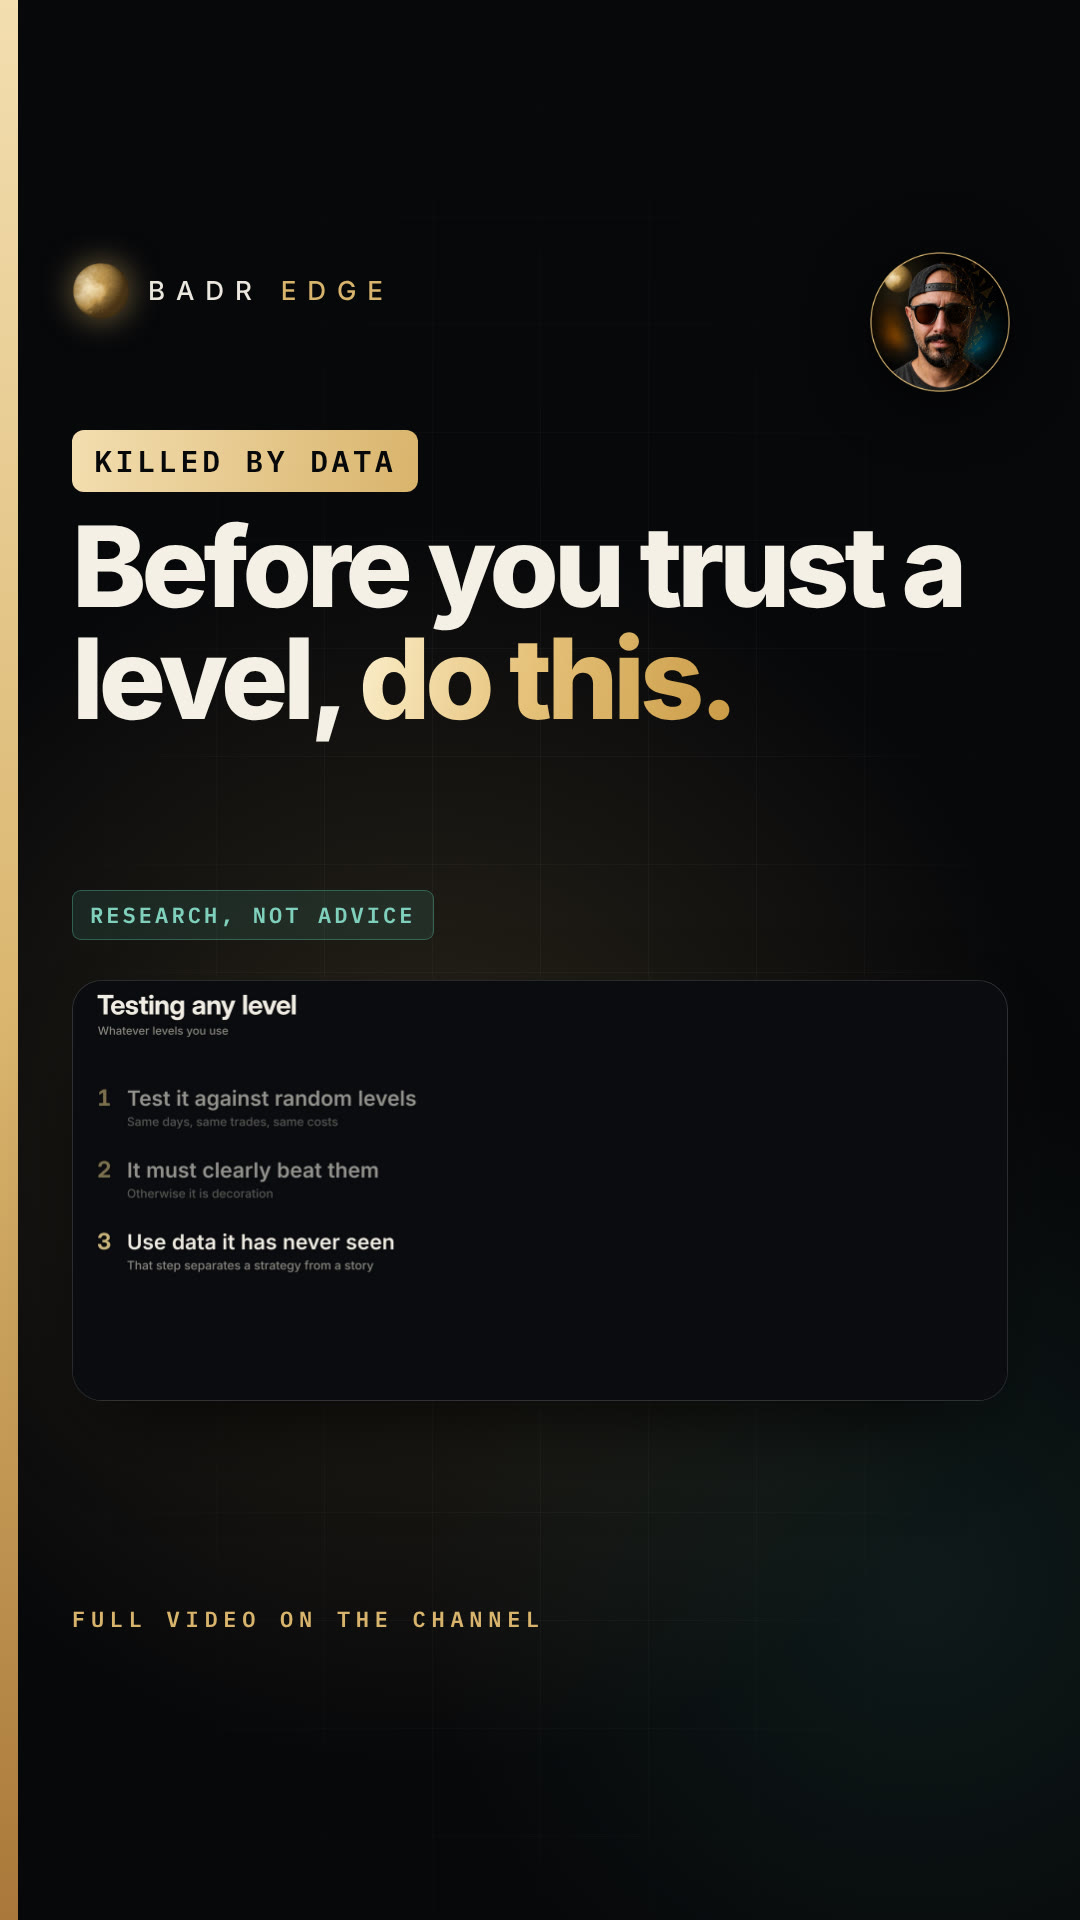 BADR EDGE
KILLED BY DATA
Before you trust a
level, do this.
RESEARCH, NOT ADVICE
Testing any level
Whatever levels you use
1 Test it against random levels
Same days, same trades, same costs
2 It must clearly beat them
Otherwise it is decoration
3 Use data it has never seen
That step separates a strategy from a story
FULL VIDEO ON THE CHANNEL